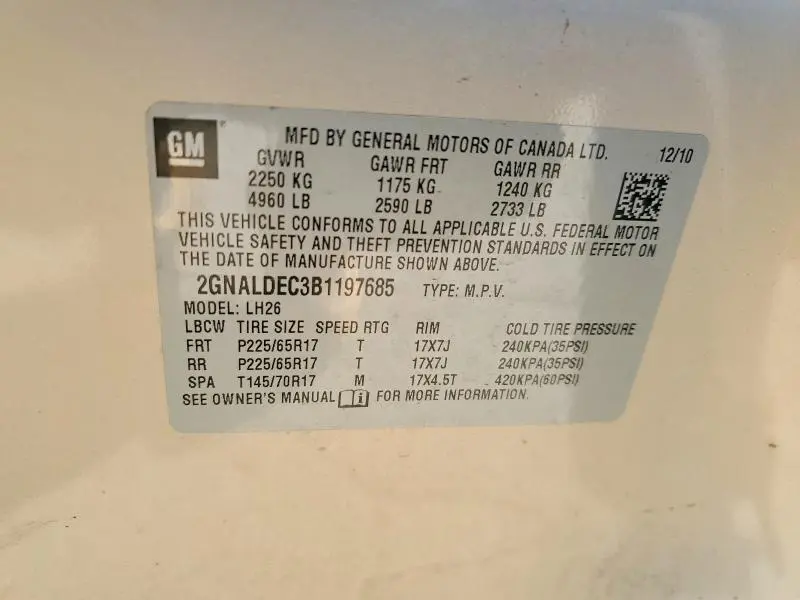 GM MFD BY GENERAL MOTORS OF CANADA LTD. 12/10
GVWR GAWR FRT GAWR RR
2250 KG 1175 KG 1240 KG
4960 LB 2590 LB 2733 LB
THIS VEHICLE CONFORMS TO ALL APPLICABLE U.S. FEDERAL MOTOR
VEHICLE SAFETY AND THEFT PREVENTION STANDARDS IN EFFECT ON
THE DATE OF MANUFACTURE SHOWN ABOVE.
2GNALDEC3B1197685 TYPE: M.P.V.
MODEL: LH26
LBCW TIRE SIZE SPEED RTG RIM COLD TIRE PRESSURE
FRT P225/65R17 T 17X7J 240KPA(35PSI)
RR P225/65R17 T 17X7J 240KPA(35PSI)
SPA T145/70R17 M 17X4.5T 420KPA(60PSI)
SEE OWNER'S MANUAL i FOR MORE INFORMATION.